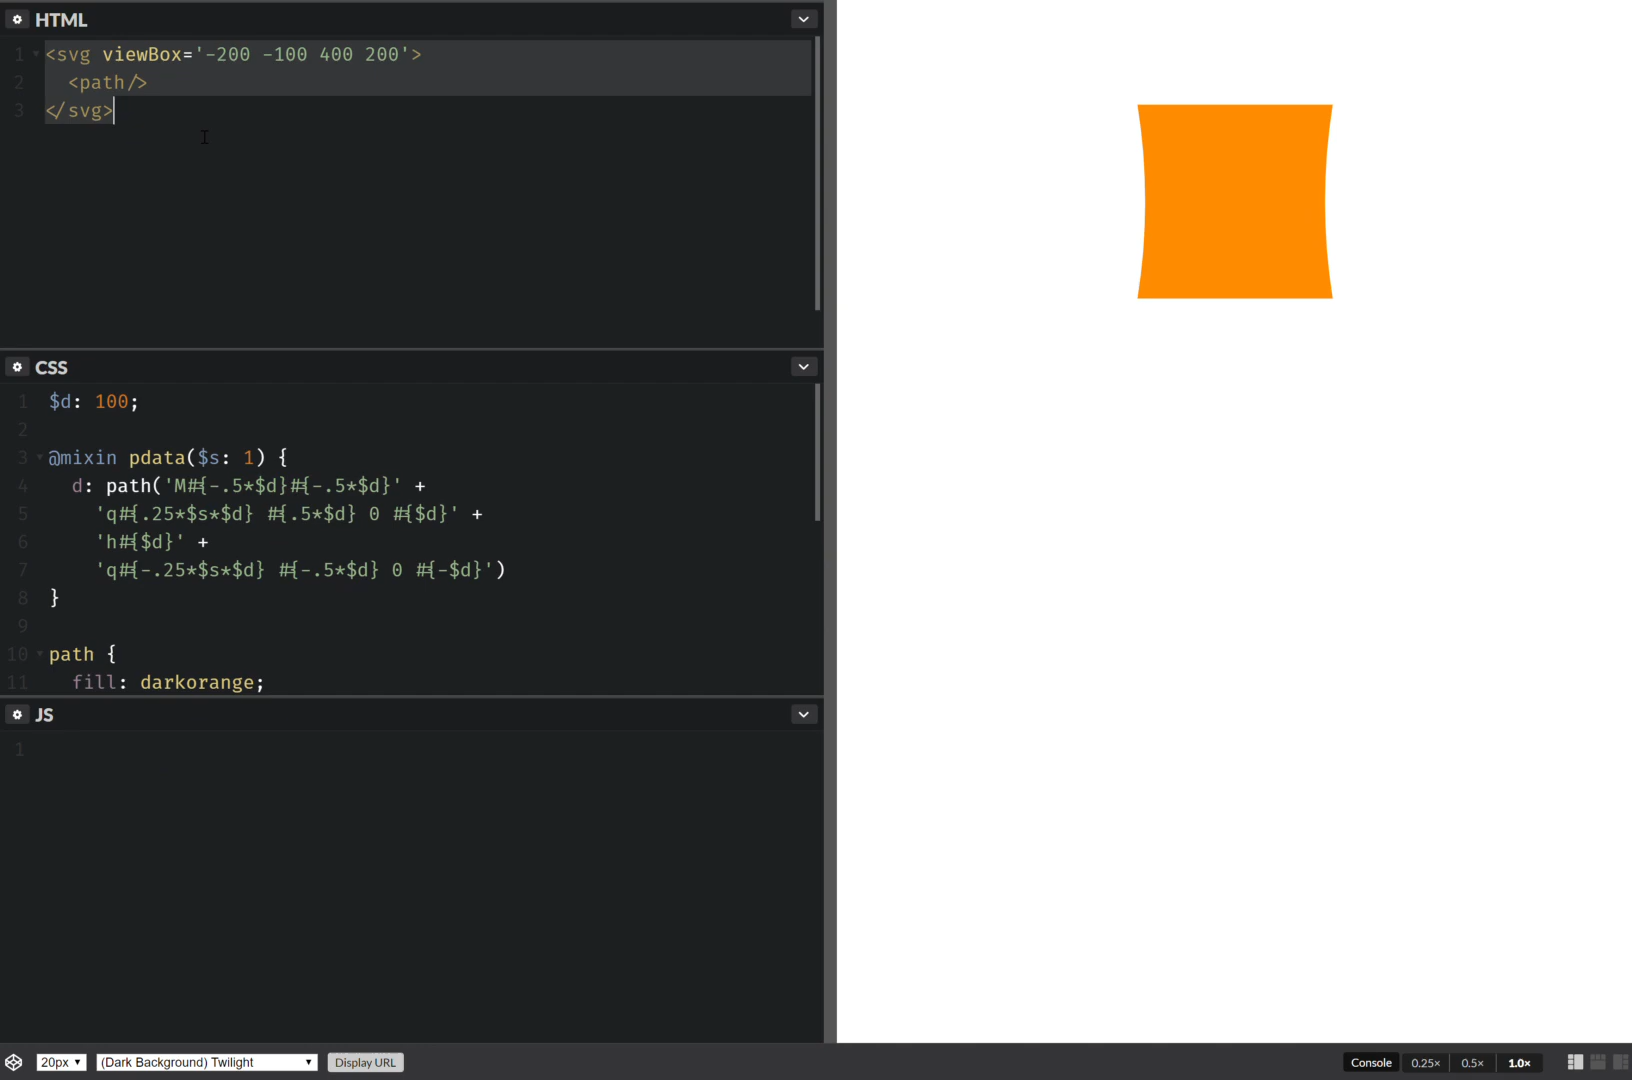 HTML
1 <svg viewBox='-200 -100 400 200'>
2   <path/>
3 </svg>
CSS
1 $d: 100;
2
3 @mixin pdata($s: 1) {
4   d: path('M#{-.5*$d}#{-.5*$d}' +
5     'q#{.25*$s*$d} #{.5*$d} 0 #{$d}' +
6     'h#{$d}' +
7     'q#{-.25*$s*$d} #{-.5*$d} 0 #{-$d}')
8 }
9
10 path {
11   fill: darkorange;
JS
1
20px ▼ (Dark Background) Twilight ▼ Display URL Console 0.25× 0.5× 1.0×